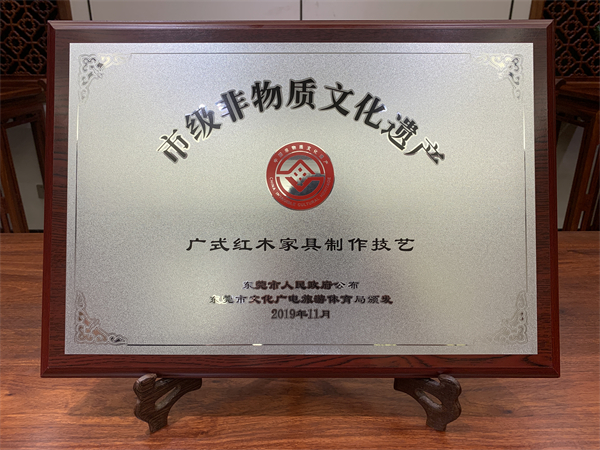 市级非物质文化遗产
广式红木家具制作技艺
东莞市人民政府公布
东莞市文化广电旅游体育局颁发
2019年11月